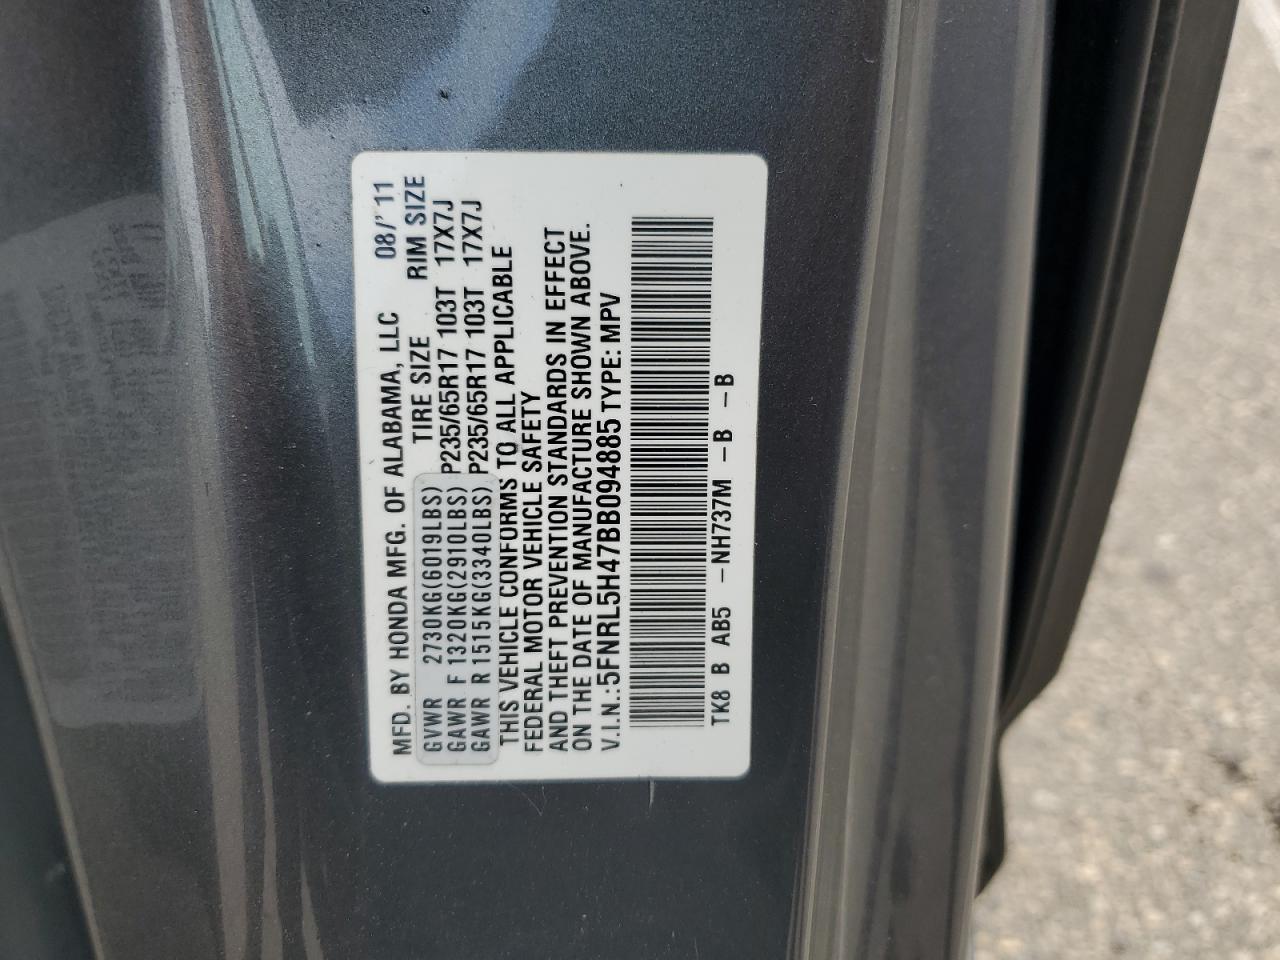 MFD. BY HONDA MFG. OF ALABAMA, LLC 08/' 11
TIRE SIZE RIM SIZE
GVWR 2730KG(6019LBS)
GAWR F 1320KG(2910LBS) P235/65R17 103T 17X7J
GAWR R 1515KG(3340LBS) P235/65R17 103T 17X7J
THIS VEHICLE CONFORMS TO ALL APPLICABLE
FEDERAL MOTOR VEHICLE SAFETY
AND THEFT PREVENTION STANDARDS IN EFFECT
ON THE DATE OF MANUFACTURE SHOWN ABOVE.
V.I.N.:5FNRL5H47BB094885 TYPE: MPV
TK8 B AB5 -NH737M -B -B